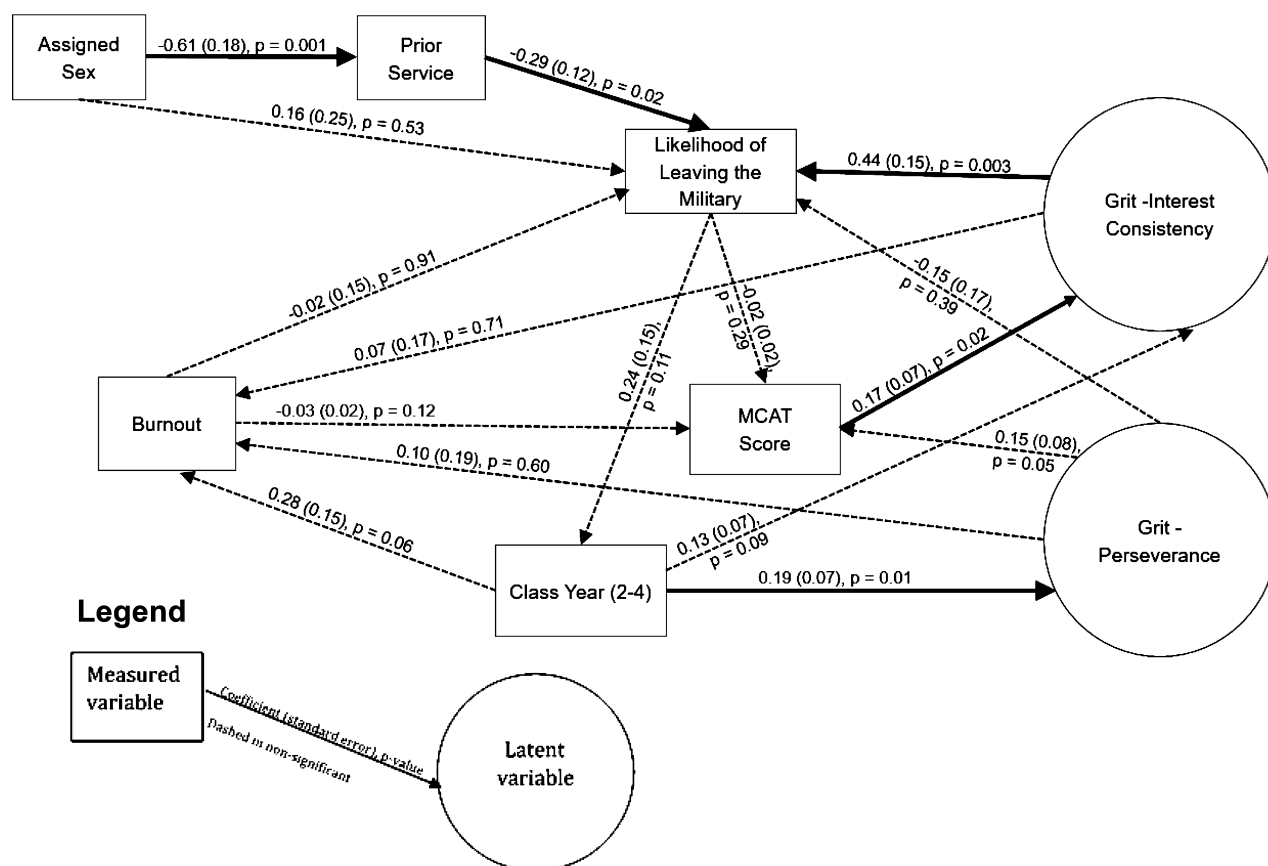 Assigned
Sex
-0.61 (0.18), p = 0.001
Prior
Service
-0.29 (0.12), p = 0.02
0.16 (0.25), p = 0.53
Likelihood of
Leaving the
Military
0.44 (0.15), p = 0.003
Grit -Interest
Consistency
-0.02 (0.15), p = 0.91
0.07 (0.17), p = 0.71
0.24 (0.15),
p = 0.11
-0.02 (0.02),
p = 0.29
-0.15 (0.17),
p = 0.39
0.17 (0.07), p = 0.02
Burnout
-0.03 (0.02), p = 0.12
MCAT
Score
0.15 (0.08),
p = 0.05
0.10 (0.19), p = 0.60
0.28 (0.15), p = 0.06
0.13 (0.07),
p = 0.09
Grit -
Perseverance
Class Year (2-4)
0.19 (0.07), p = 0.01
Legend
Measured
variable
Coefficient (standard error), p-value
Dashed is non-significant
Latent
variable